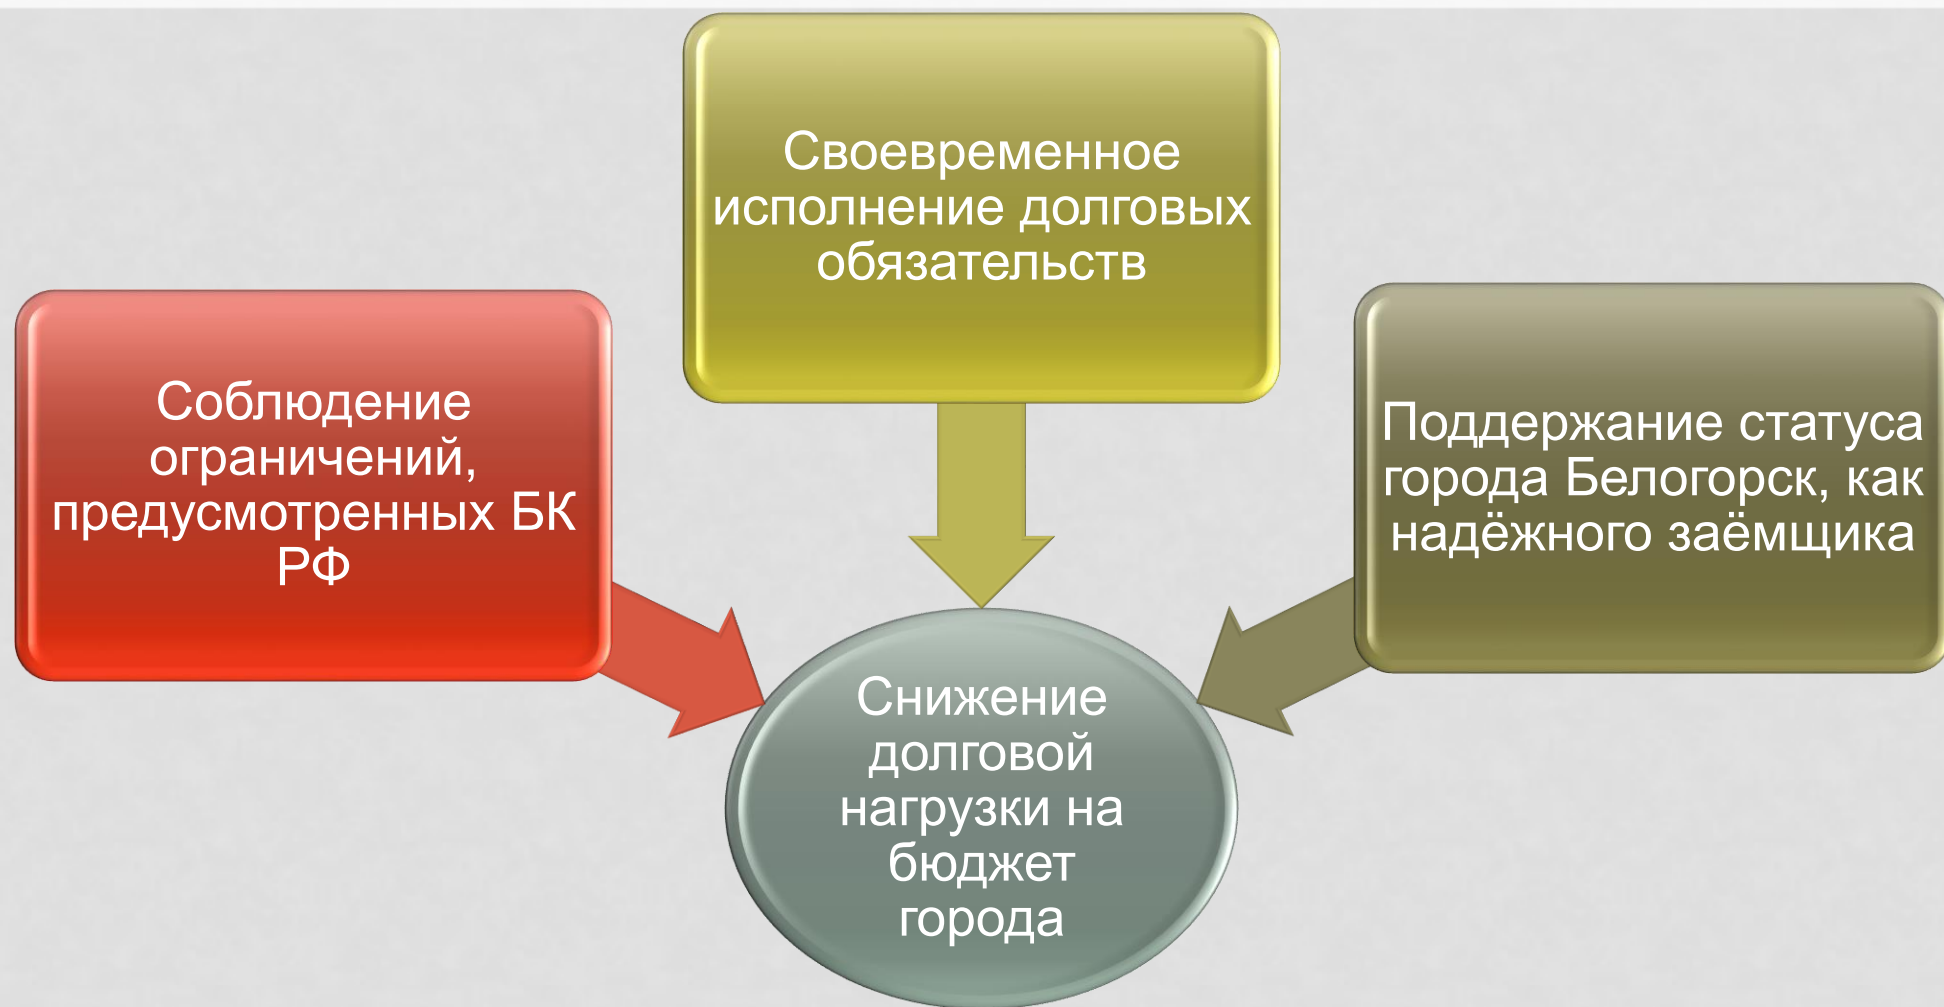 Своевременное
исполнение долговых
обязательств
Соблюдение
ограничений,
предусмотренных БК
РФ
Поддержание статуса
города Белогорск, как
надёжного заёмщика
Снижение
долговой
нагрузки на
бюджет
города